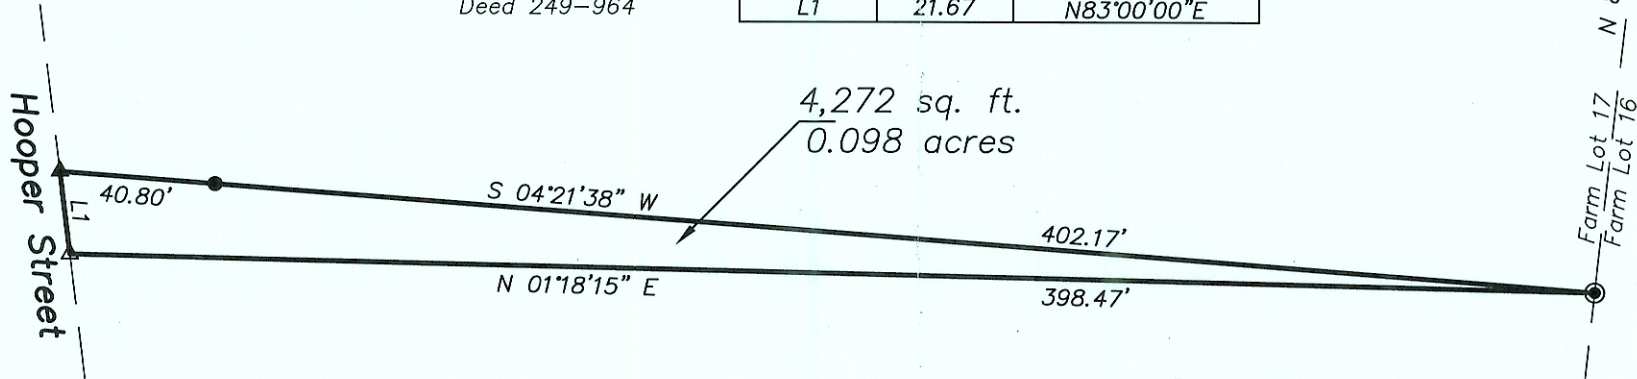 Deed 249-964
L1 21.67 N83°00'00"E
4,272 sq. ft.
0.098 acres
Hooper Street
40.80'
L1
S 04°21'38" W
402.17'
N 01°18'15" E
398.47'
Farm Lot 17
Farm Lot 16
N